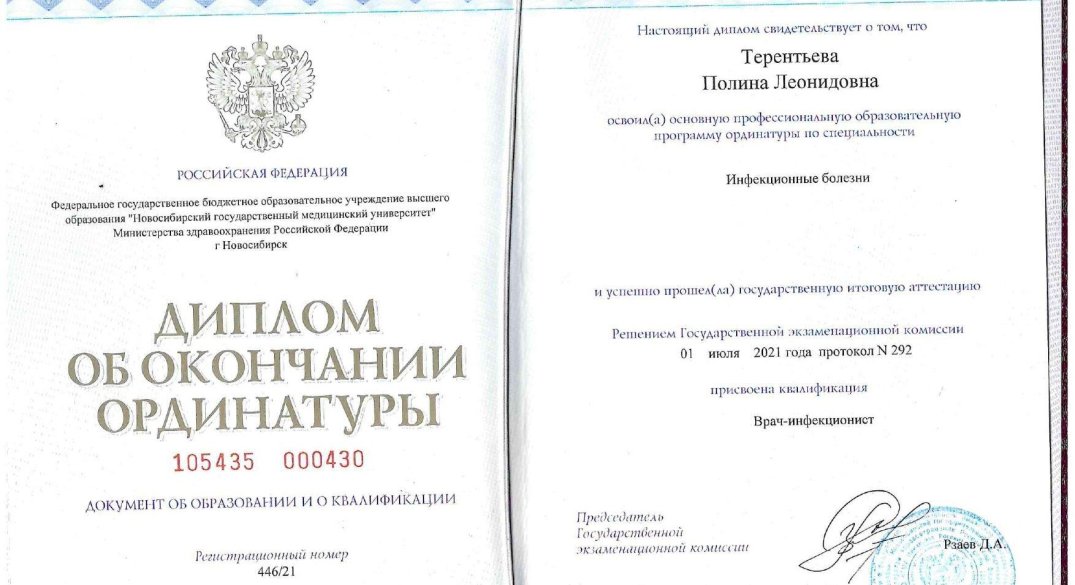 РОССИЙСКАЯ ФЕДЕРАЦИЯ
Федеральное государственное бюджетное образовательное учреждение высшего
образования "Новосибирский государственный медицинский университет"
Министерства здравоохранения Российской Федерации
г Новосибирск
ДИПЛОМ
ОБ ОКОНЧАНИИ
ОРДИНАТУРЫ
105435 000430
ДОКУМЕНТ ОБ ОБРАЗОВАНИИ И О КВАЛИФИКАЦИИ
Регистрационный номер
446/21
Настоящий диплом свидетельствует о том, что
Терентьева
Полина Леонидовна
освоил(а) основную профессиональную образовательную
программу ординатуры по специальности
Инфекционные болезни
и успешно прошел(ла) государственную итоговую аттестацию
Решением Государственной экзаменационной комиссии
01 июля 2021 года протокол N 292
присвоена квалификация
Врач-инфекционист
Председатель
Государственной
экзаменационной комиссии
Рзаев Д.А.